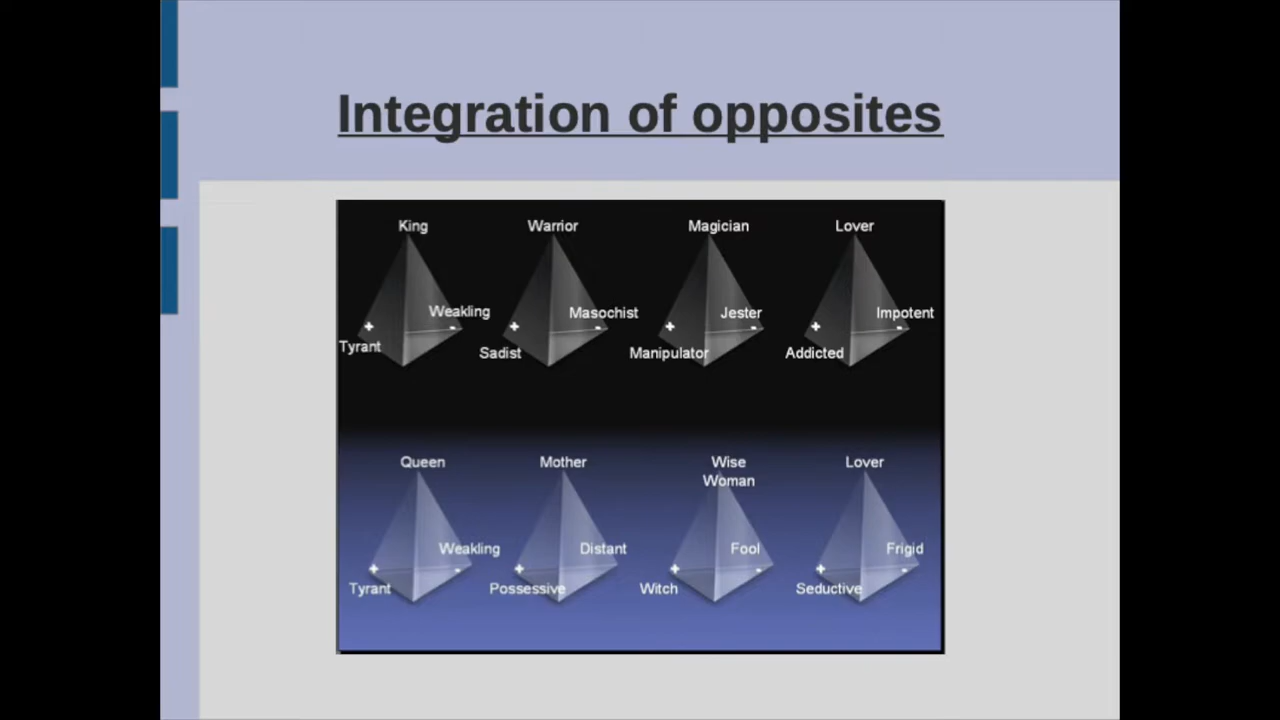 Integration of opposites
King Warrior Magician Lover
Weakling Masochist Jester Impotent
+ - + - + - + -
Tyrant Sadist Manipulator Addicted
Queen Mother Wise Woman Lover
Weakling Distant Fool Frigid
+ - + + - + -
Tyrant Possessive Witch Seductive